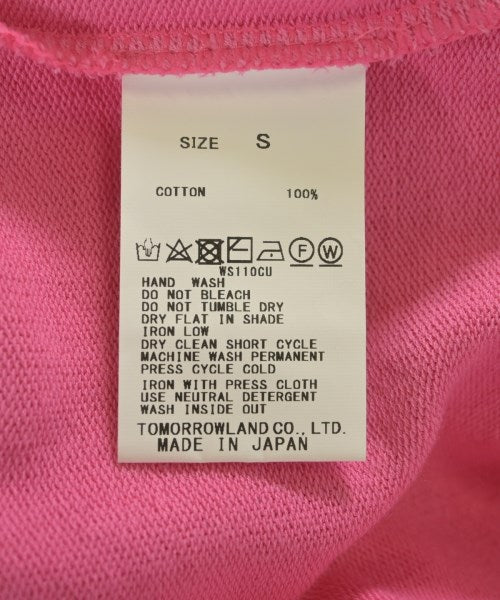 SIZE S
COTTON 100%
F W
WS110CU
HAND WASH
DO NOT BLEACH
DO NOT TUMBLE DRY
DRY FLAT IN SHADE
IRON LOW
DRY CLEAN SHORT CYCLE
MACHINE WASH PERMANENT
PRESS CYCLE COLD
IRON WITH PRESS CLOTH
USE NEUTRAL DETERGENT
WASH INSIDE OUT
TOMORROWLAND CO., LTD.
MADE IN JAPAN